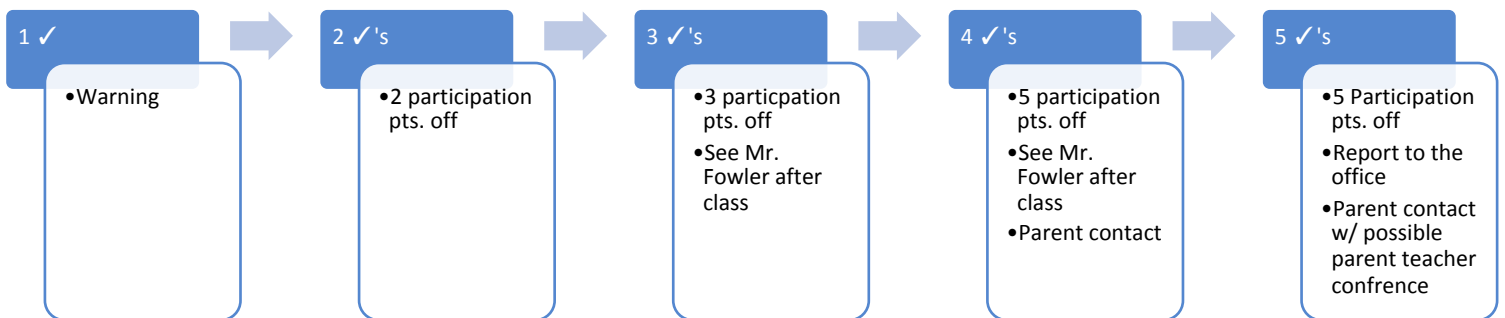 1 ✓
•Warning
2 ✓'s
•2 participation
pts. off
3 ✓'s
•3 particpation
pts. off
•See Mr.
Fowler after
class
4 ✓'s
•5 participation
pts. off
•See Mr.
Fowler after
class
•Parent contact
5 ✓'s
•5 Participation
pts. off
•Report to the
office
•Parent contact
w/ possible
parent teacher
confrence